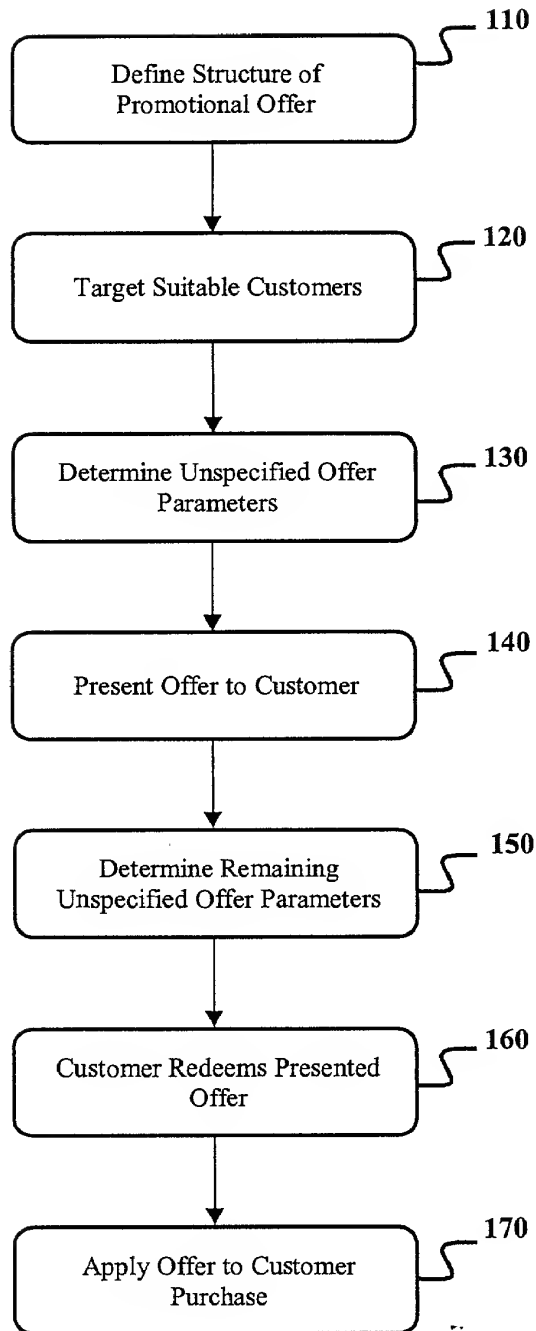 110
Define Structure of
Promotional Offer
120
Target Suitable Customers
130
Determine Unspecified Offer
Parameters
140
Present Offer to Customer
150
Determine Remaining
Unspecified Offer Parameters
160
Customer Redeems Presented
Offer
170
Apply Offer to Customer
Purchase